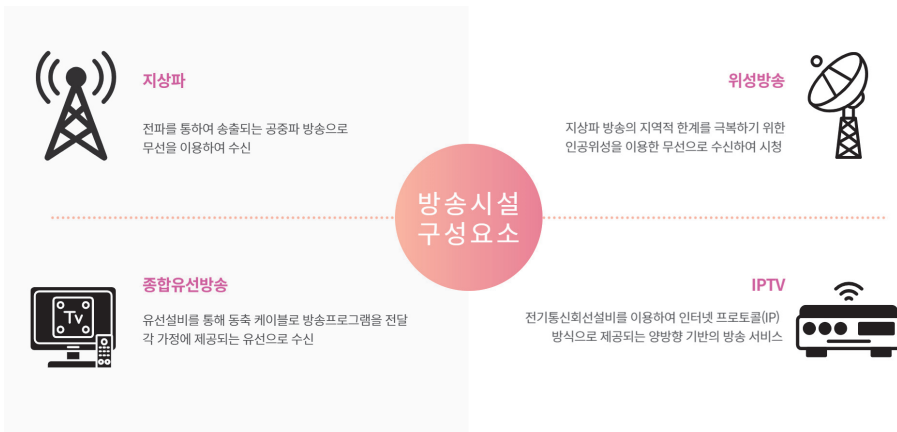 지상파
전파를 통하여 송출되는 공중파 방송으로
무선을 이용하여 수신
위성방송
지상파 방송의 지역적 한계를 극복하기 위한
인공위성을 이용한 무선으로 수신하여 시청
방송시설
구성요소
종합유선방송
유선설비를 통해 동축 케이블로 방송프로그램을 전달
각 가정에 제공되는 유선으로 수신
TV
IPTV
전기통신회선설비를 이용하여 인터넷 프로토콜(IP)
방식으로 제공되는 양방향 기반의 방송 서비스